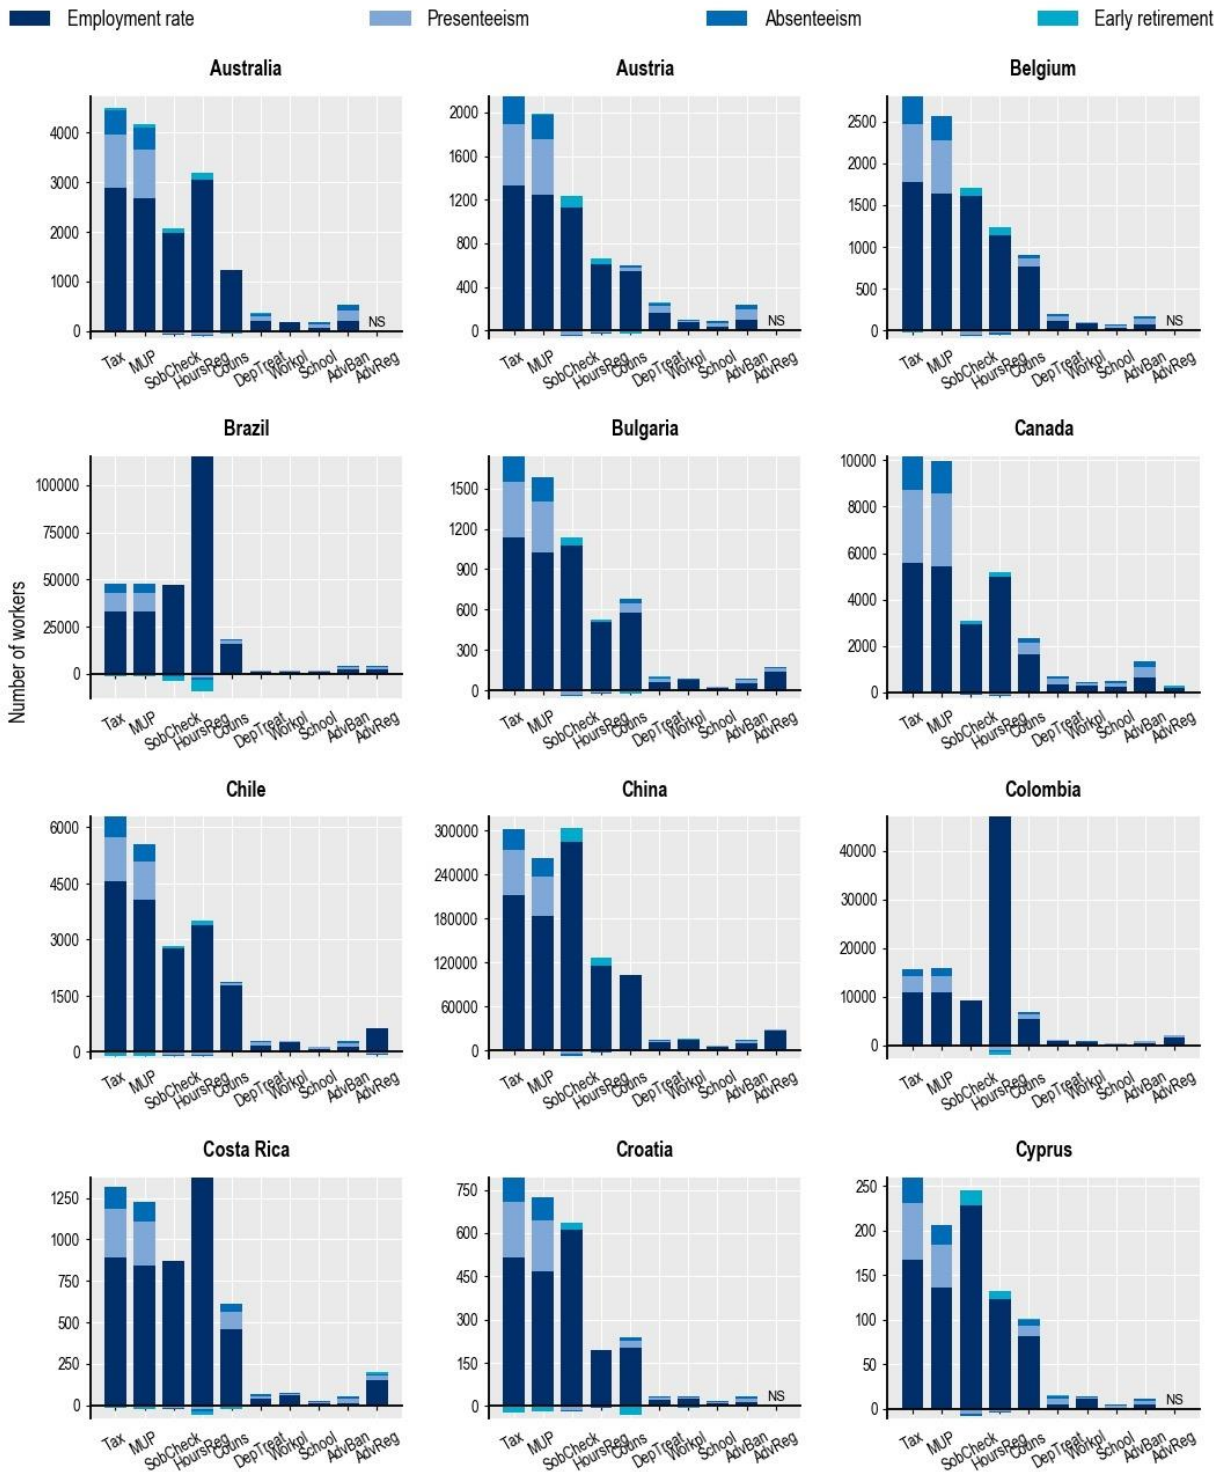 Employment rate Presenteeism Absenteeism Early retirement
Number of workers
Australia
4000
3000
2000
1000
0
NS
Tax MUP SobCheck HoursReg Couns DepTreat Workpl School AdvBan AdvReg
Austria
2000
1600
1200
800
400
0
NS
Tax MUP SobCheck HoursReg Couns DepTreat Workpl School AdvBan AdvReg
Belgium
2500
2000
1500
1000
500
0
NS
Tax MUP SobCheck HoursReg Couns DepTreat Workpl School AdvBan AdvReg
Brazil
100000
75000
50000
25000
0
Tax MUP SobCheck HoursReg Couns DepTreat Workpl School AdvBan AdvReg
Bulgaria
1500
1200
900
600
300
0
Tax MUP SobCheck HoursReg Couns DepTreat Workpl School AdvBan AdvReg
Canada
10000
8000
6000
4000
2000
0
Tax MUP SobCheck HoursReg Couns DepTreat Workpl School AdvBan AdvReg
Chile
6000
4500
3000
1500
0
Tax MUP SobCheck HoursReg Couns DepTreat Workpl School AdvBan AdvReg
China
300000
240000
180000
120000
60000
0
Tax MUP SobCheck HoursReg Couns DepTreat Workpl School AdvBan AdvReg
Colombia
40000
30000
20000
10000
0
Tax MUP SobCheck HoursReg Couns DepTreat Workpl School AdvBan AdvReg
Costa Rica
1250
1000
750
500
250
0
Tax MUP SobCheck HoursReg Couns DepTreat Workpl School AdvBan AdvReg
Croatia
750
600
450
300
150
0
NS
Tax MUP SobCheck HoursReg Couns DepTreat Workpl School AdvBan AdvReg
Cyprus
250
200
150
100
50
0
NS
Tax MUP SobCheck HoursReg Couns DepTreat Workpl School AdvBan AdvReg